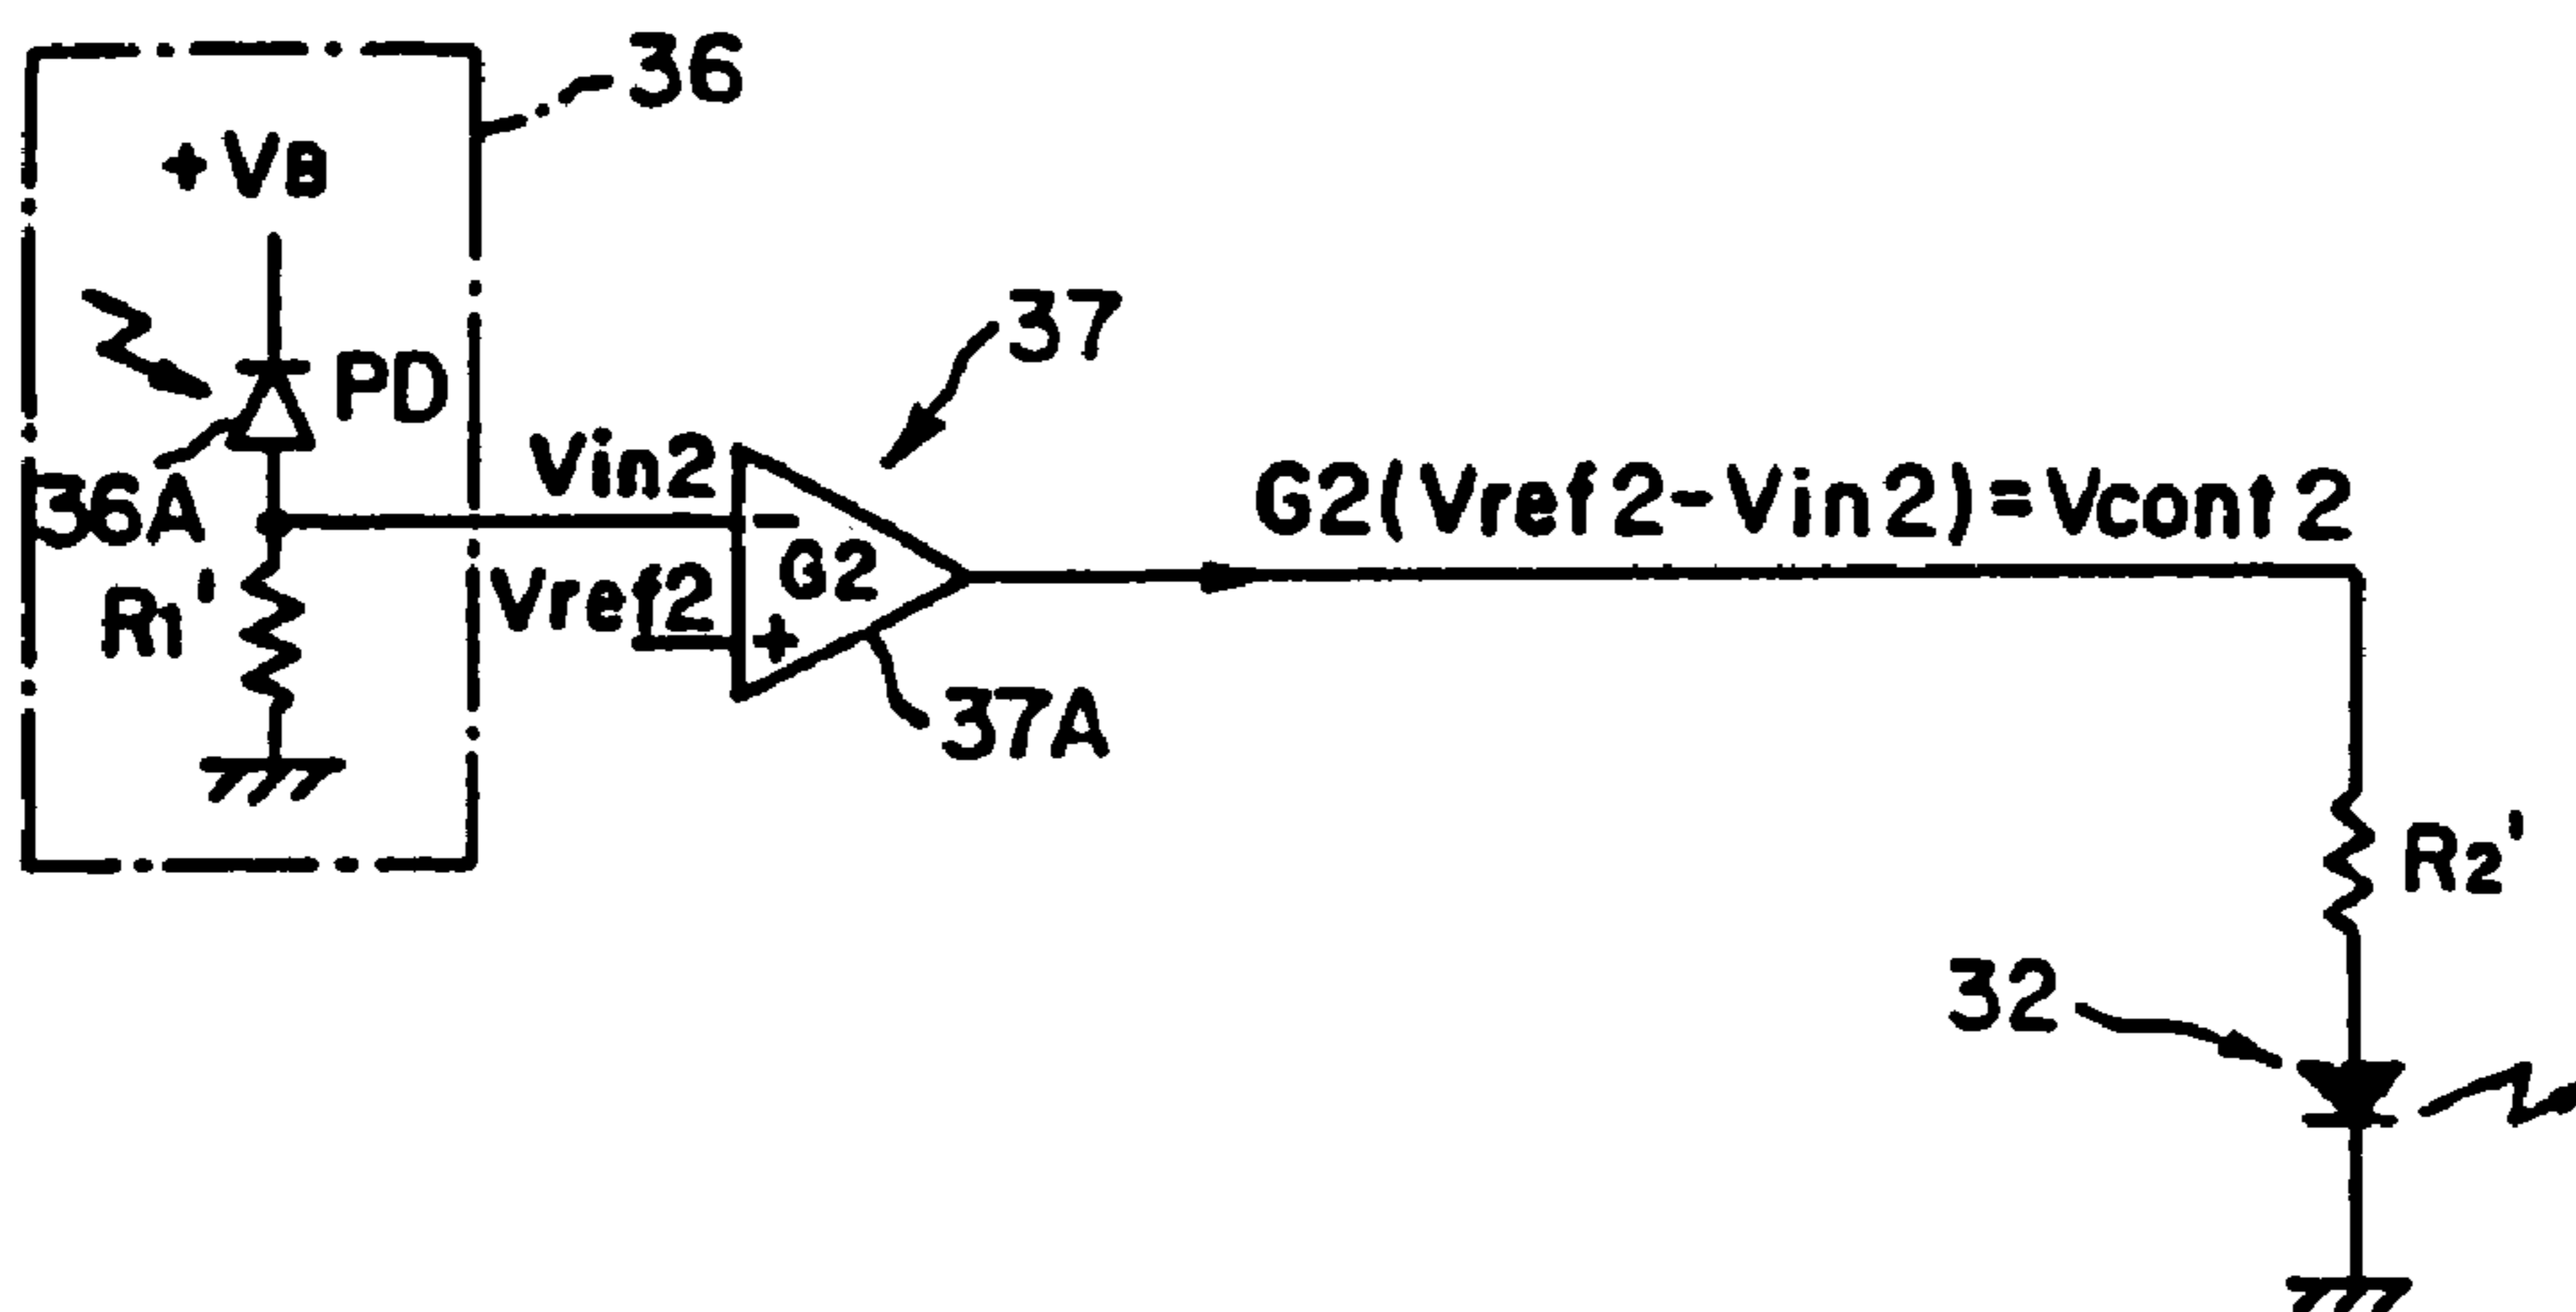 36
+VB
PD
36A
R1'
Vin2
Vref2
-
G2
+
37
37A
G2(Vref2-Vin2)=Vcont2
R2'
32